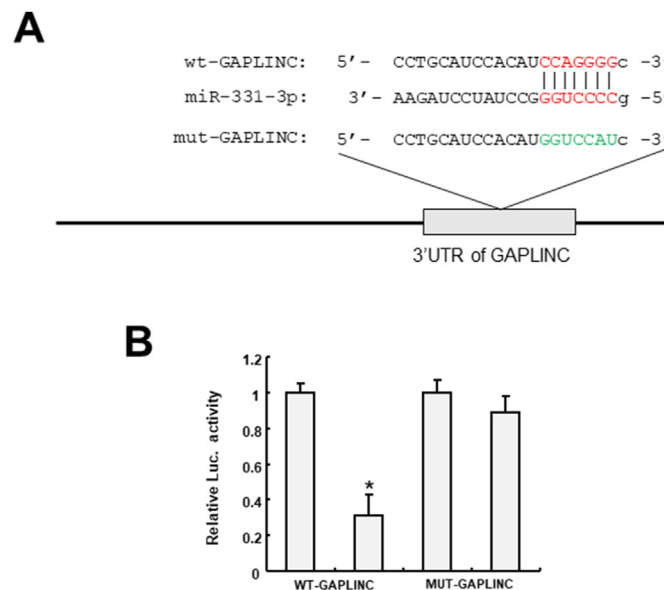 A
wt-GAPLINC: 5'- CCTGCAUCCACAUCCAGGGGc -3
miR-331-3p: 3'- AAGAUCCUAUCCGGGUCCCCg -5
mut-GAPLINC: 5'- CCTGCAUCCACAUGGUCCAUc -3
3'UTR of GAPLINC
B
Relative Luc. activity
1.2
1
0.8
0.6
0.4
0.2
0
*
WT-GAPLINC MUT-GAPLINC